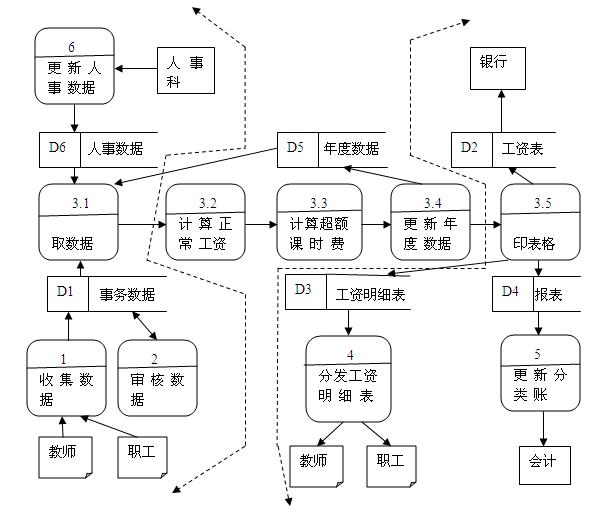 6
更新人
事数据
人事
科
银行
D6 人事数据
D5 年度数据
D2 工资表
3.1
取数据
3.2
计算正
常工资
3.3
计算超额
课时费
3.4
更新年
度数据
3.5
印表格
D1 事务数据
D3 工资明细表
D4 报表
1
收集数
据
2
审核数
据
4
分发工资
明细表
5
更新分
类账
教师
职工
教师
职工
会计